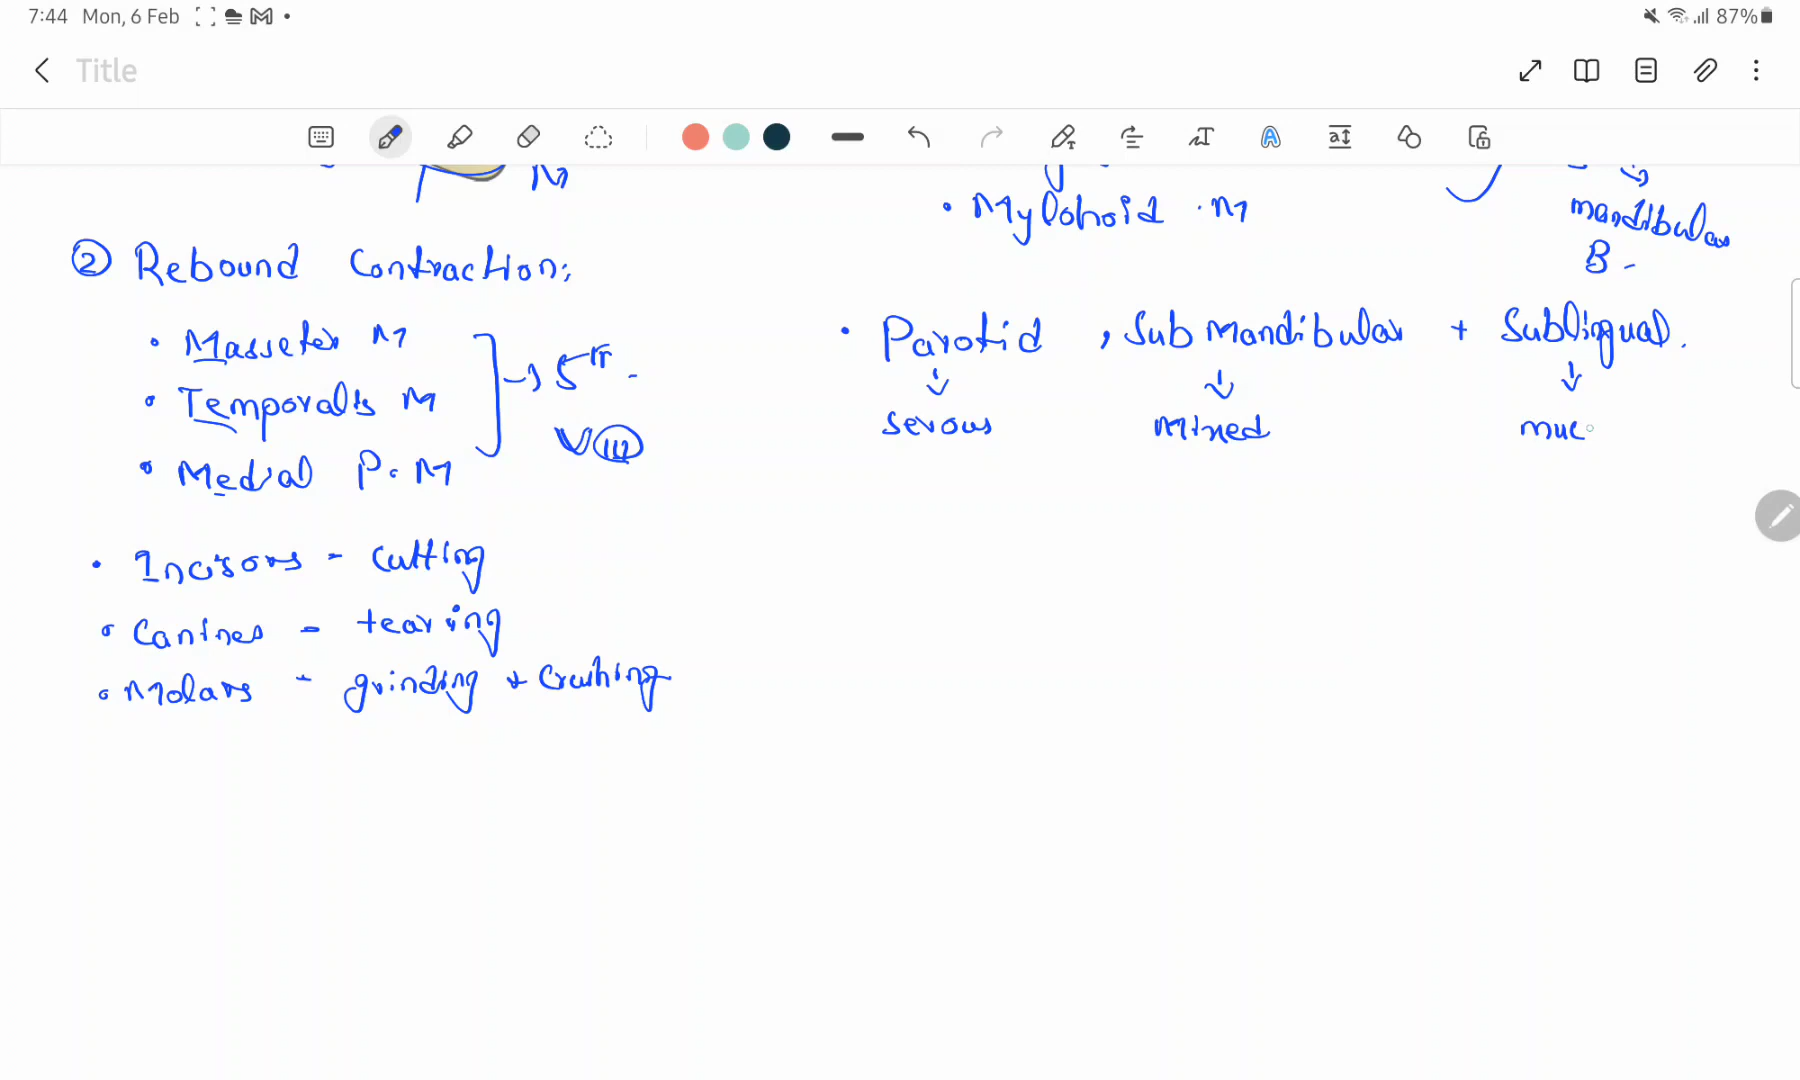 7:44 Mon, 6 Feb
87%
Title
M
② Rebound Contraction:
• Masseter M
• Temporalis M
• Medial P. M
→ 5
V III
• Incisors - cutting
• Canines - tearing
• Molars - grinding + Crushing
• Mylohoid . M
mandibular
B -
• Parotid , Sub Mandibular + Sublingual.
serous
mixed
muc